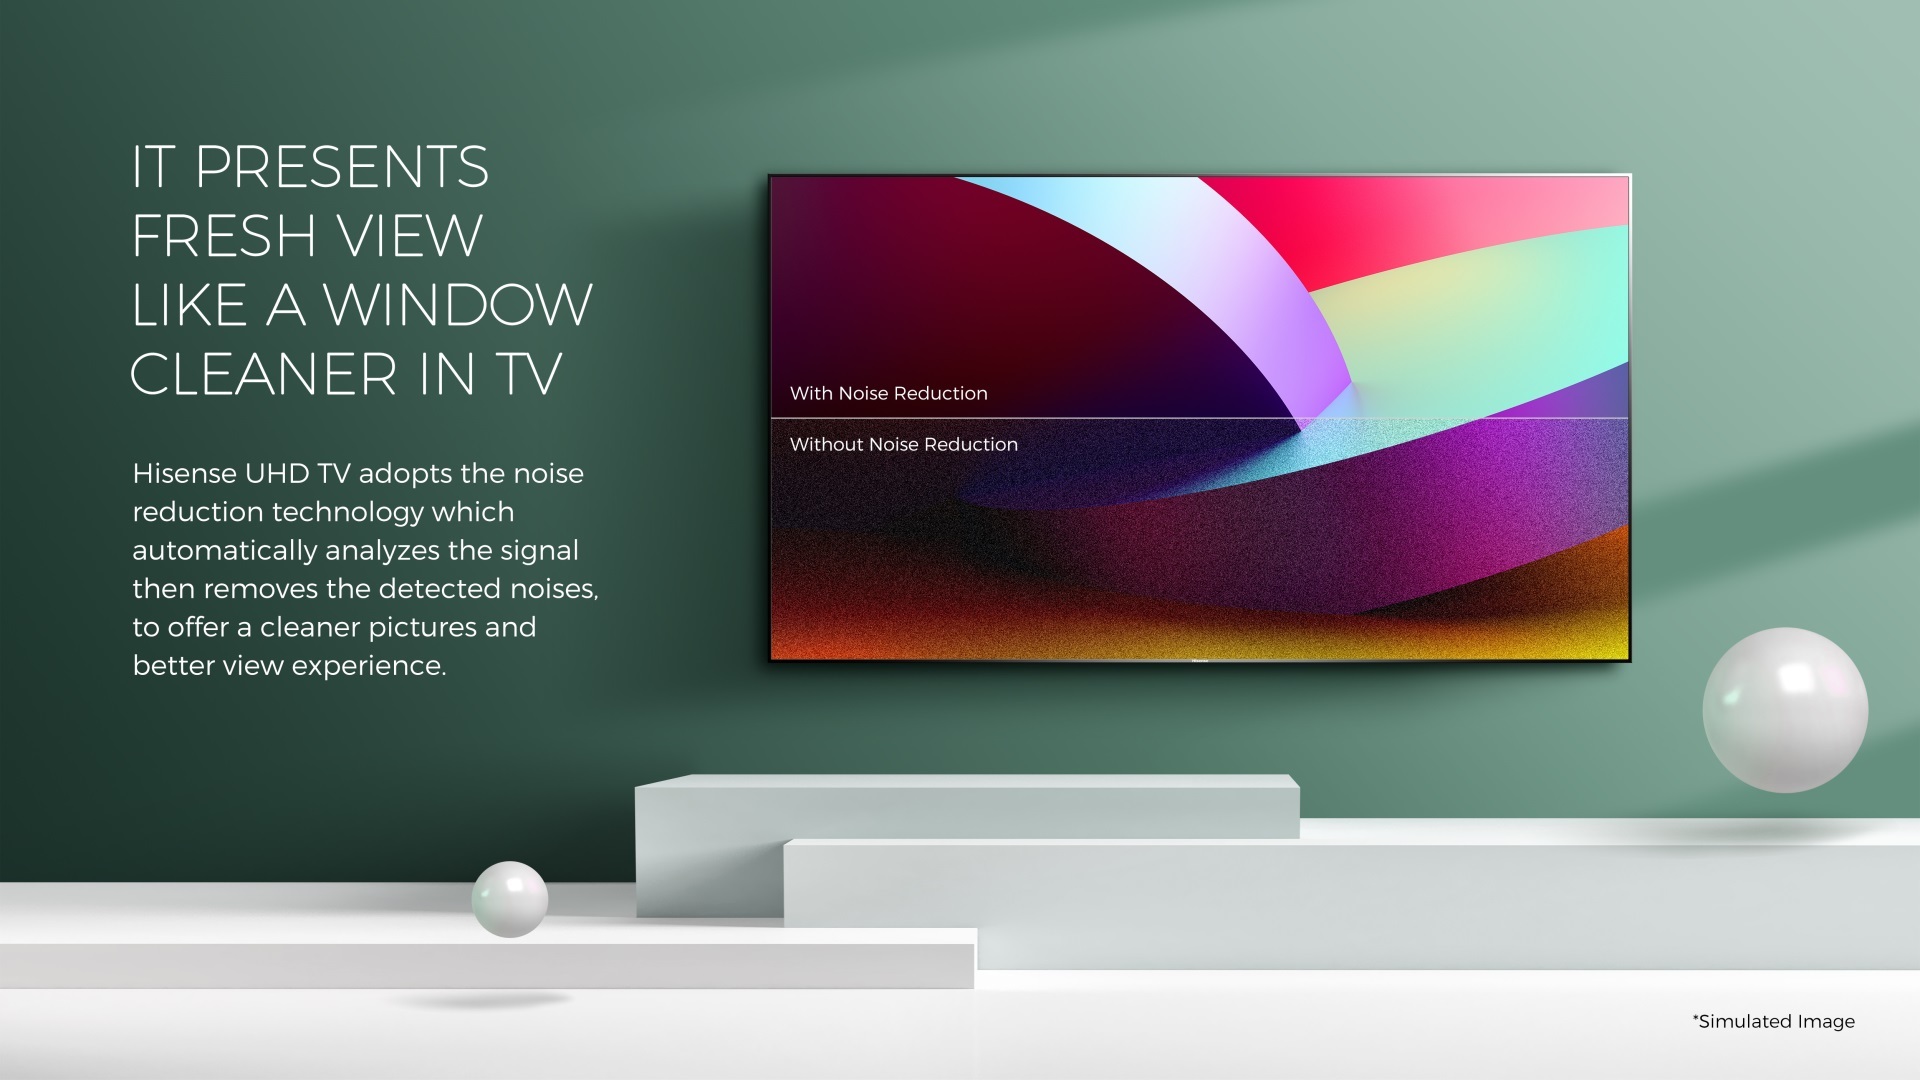 IT PRESENTS
FRESH VIEW
LIKE A WINDOW
CLEANER IN TV
Hisense UHD TV adopts the noise
reduction technology which
automatically analyzes the signal
then removes the detected noises,
to offer a cleaner pictures and
better view experience.
With Noise Reduction
Without Noise Reduction
*Simulated Image